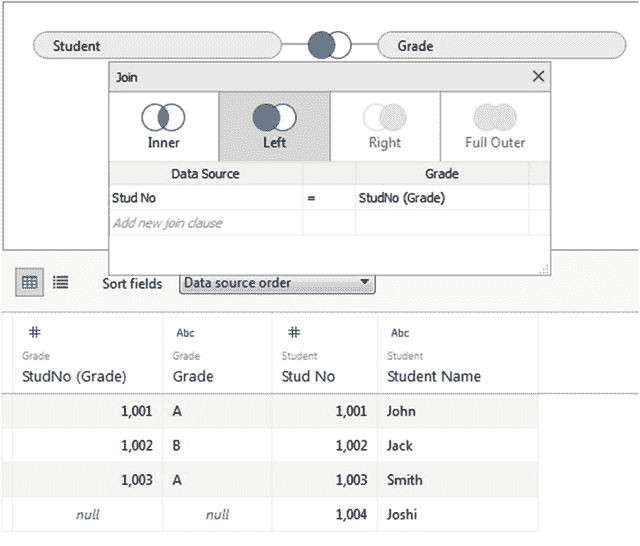 Student Grade
Join
Inner Left Right Full Outer
Data Source Grade
Stud No = StudNo (Grade)
Add new join clause
Sort fields Data source order
# Abc # Abc
Grade Grade Student Student
StudNo (Grade) Grade Stud No Student Name
1,001 A 1,001 John
1,002 B 1,002 Jack
1,003 A 1,003 Smith
null null 1,004 Joshi